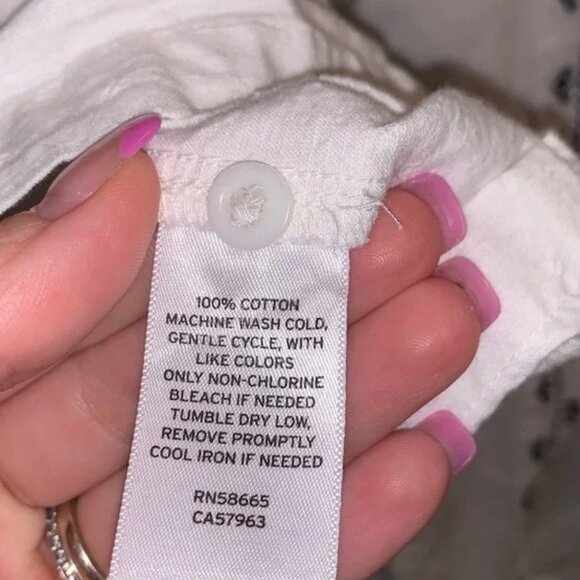 100% COTTON
MACHINE WASH COLD,
GENTLE CYCLE, WITH
LIKE COLORS
ONLY NON-CHLORINE
BLEACH IF NEEDED
TUMBLE DRY LOW,
REMOVE PROMPTLY
COOL IRON IF NEEDED
RN58665
CA57963